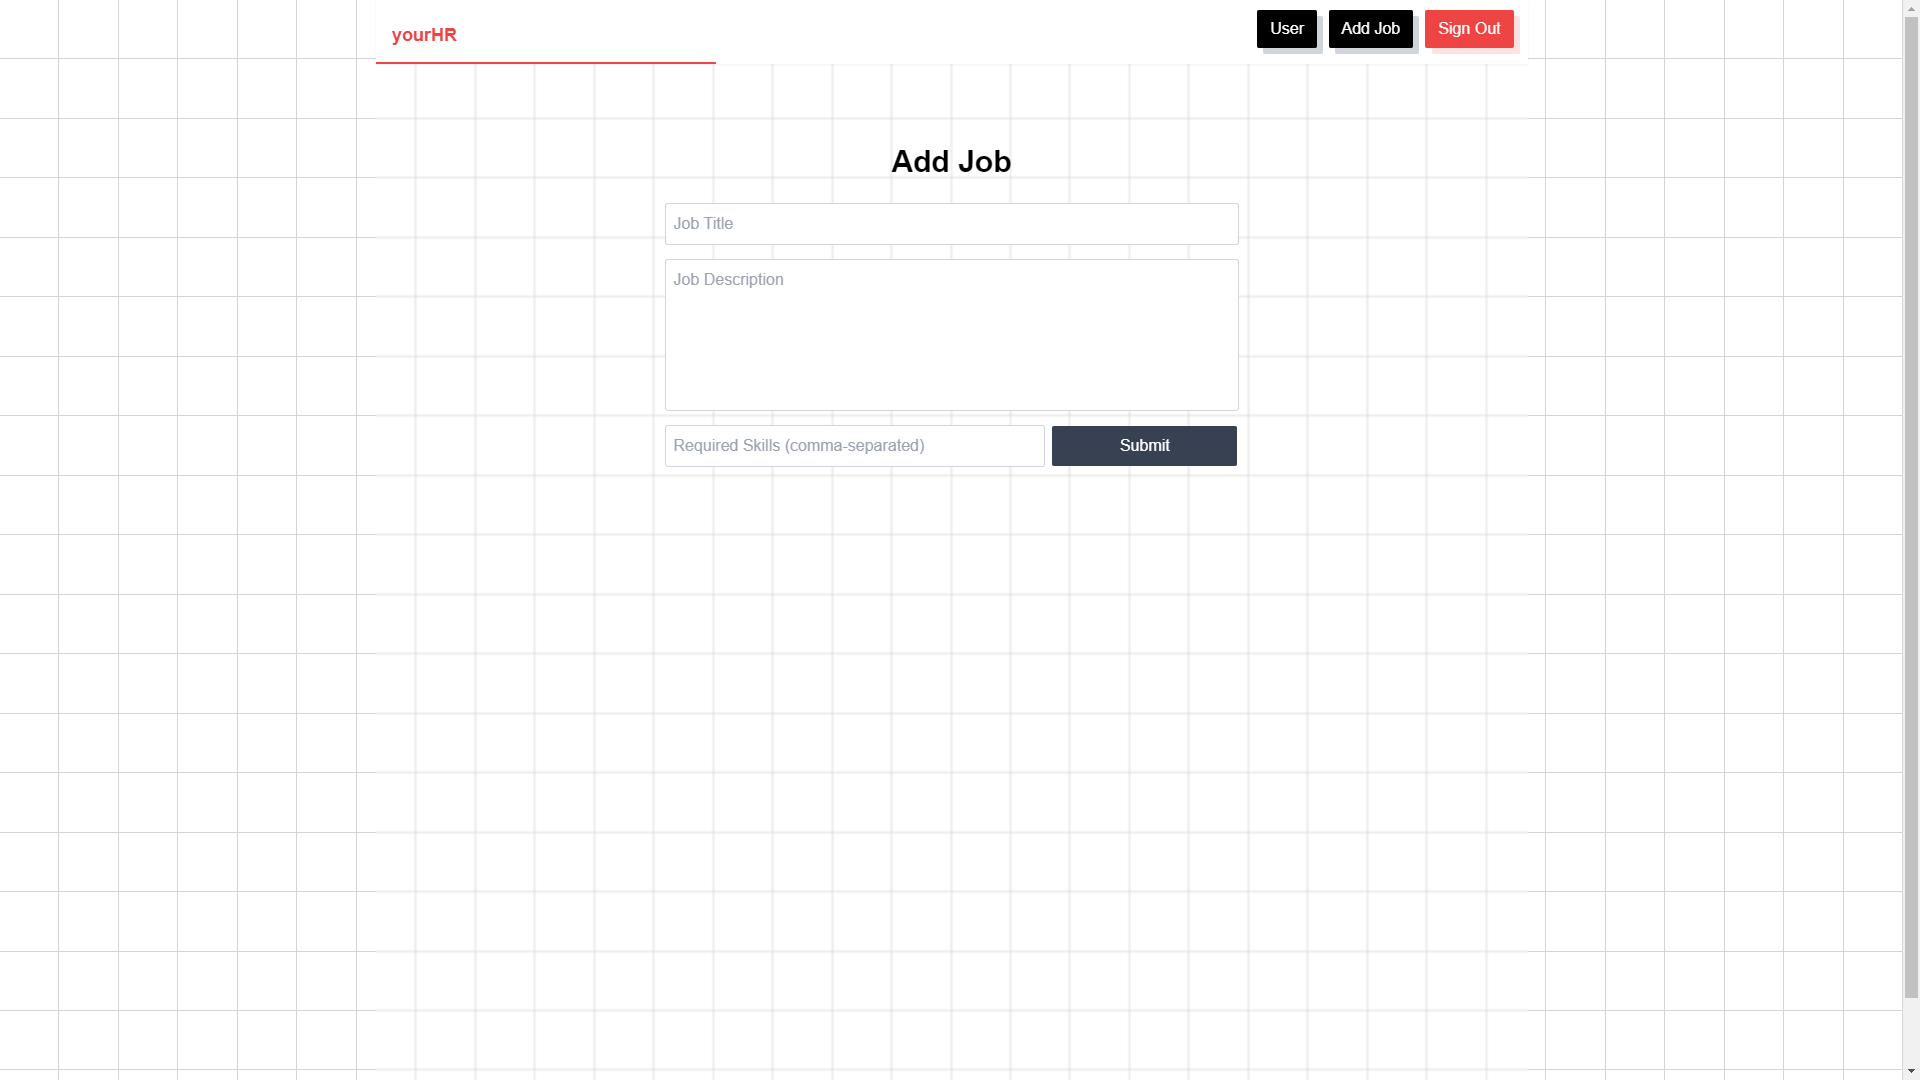 yourHR
User
Add Job
Sign Out
Add Job
Job Title
Job Description
Required Skills (comma-separated)
Submit